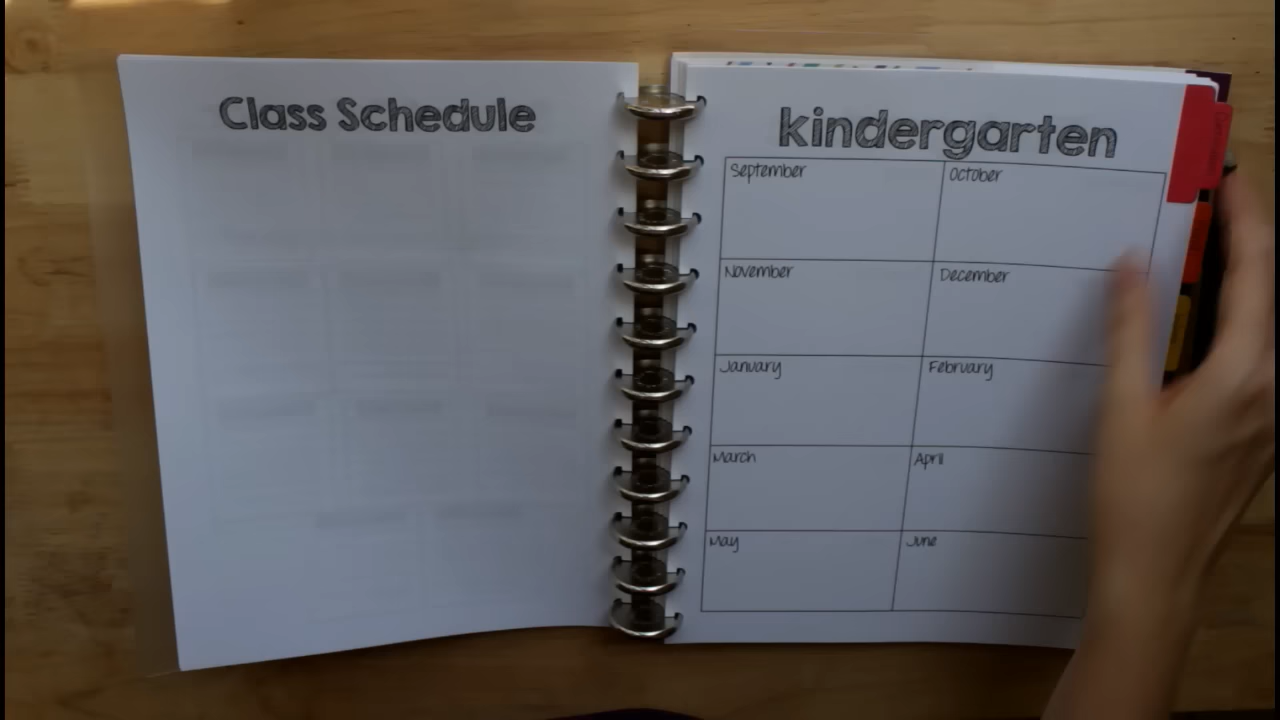 Class Schedule
kindergarten
September
October
November
December
January
February
March
April
May
June